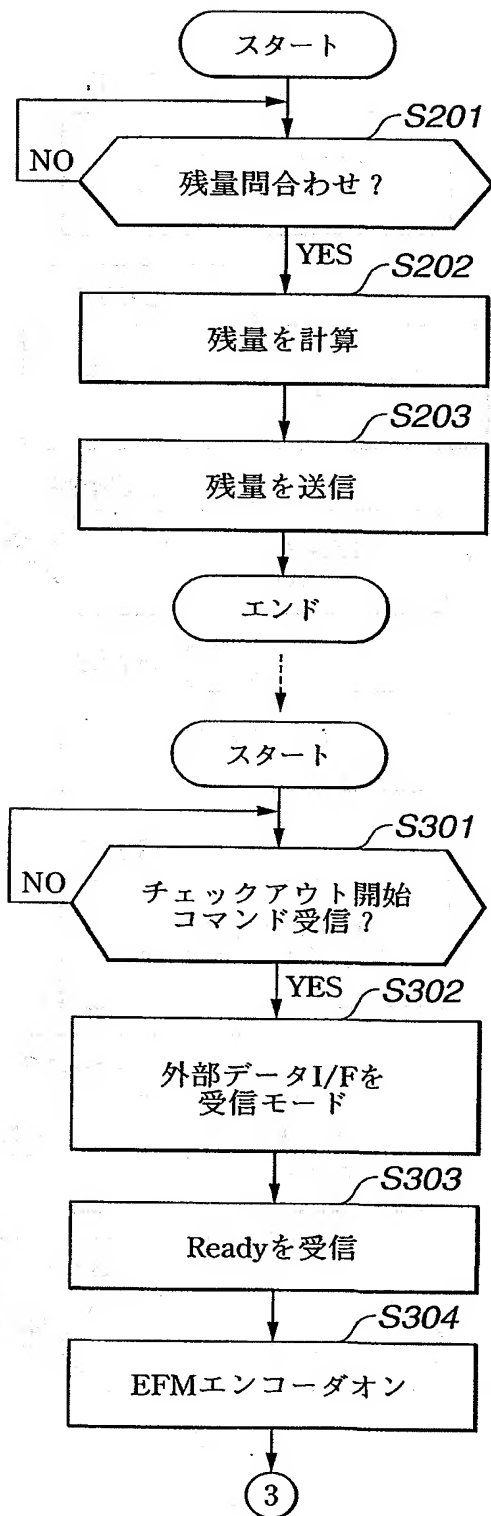 スタート
S201
NO
残量問合わせ?
YES
S202
残量を計算
S203
残量を送信
エンド
スタート
S301
NO
チェックアウト開始
コマンド受信?
YES
S302
外部データI/Fを
受信モード
S303
Readyを受信
S304
EFMエンコーダオン
3